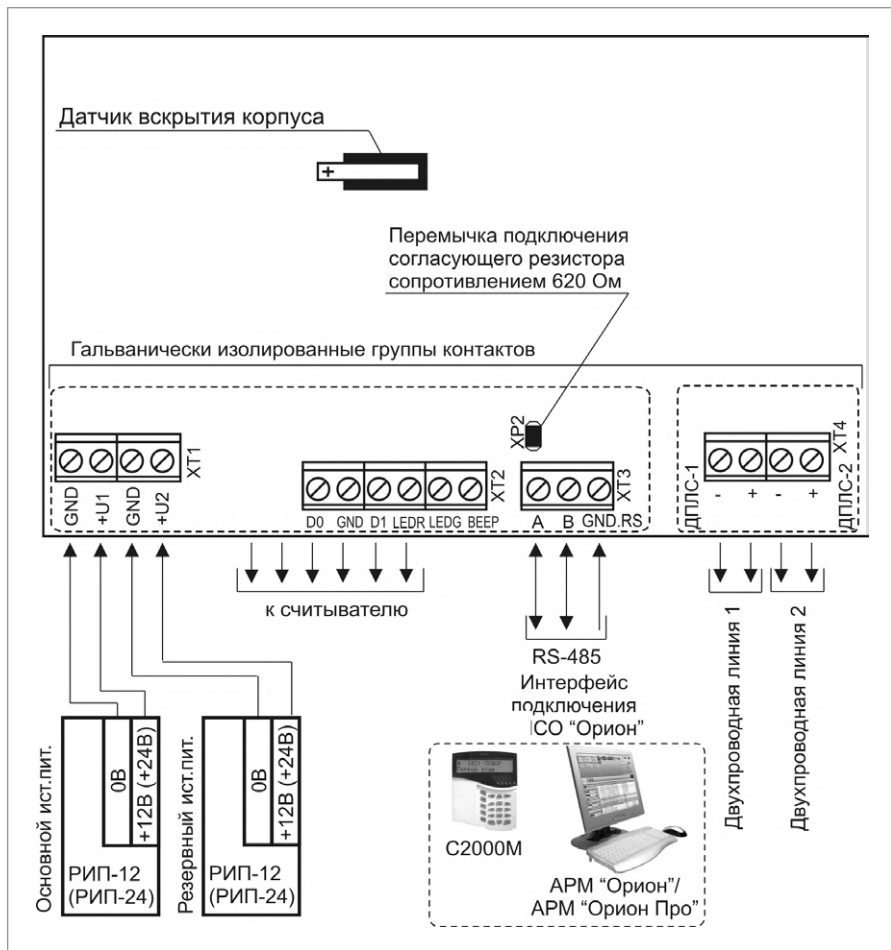 Датчик вскрытия корпуса
+
Перемычка подключения
согласующего резистора
сопротивлением 620 Ом
Гальванически изолированные группы контактов
GND
+U1
GND
+U2
XT1
D0 GND D1 LEDR LEDG BEEP
XT2
XP2
A B GND.RS
XT3
ДПЛС-1
- + - +
XT4
ДПЛС-2
к считывателю
RS-485
Интерфейс
подключения
СО “Орион”
Двухпроводная линия 1
Двухпроводная линия 2
Основной ист.пит.
0В
+12В (+24В)
РИП-12
(РИП-24)
Резервный ист.пит.
0В
+12В (+24В)
РИП-12
(РИП-24)
С2000М
АРМ “Орион”/
АРМ “Орион Про”